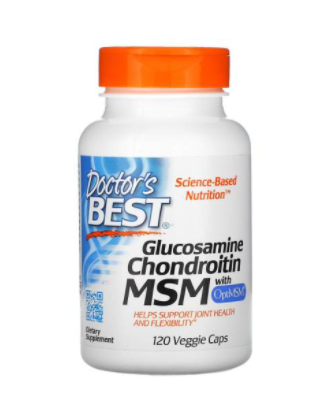 Doctor's
BEST®
Science-Based
Nutrition™
Glucosamine
Chondroitin
MSM with
OptiMSM®
HELPS SUPPORT JOINT HEALTH
AND FLEXIBILITY*
Dietary
Supplement
120 Veggie Caps